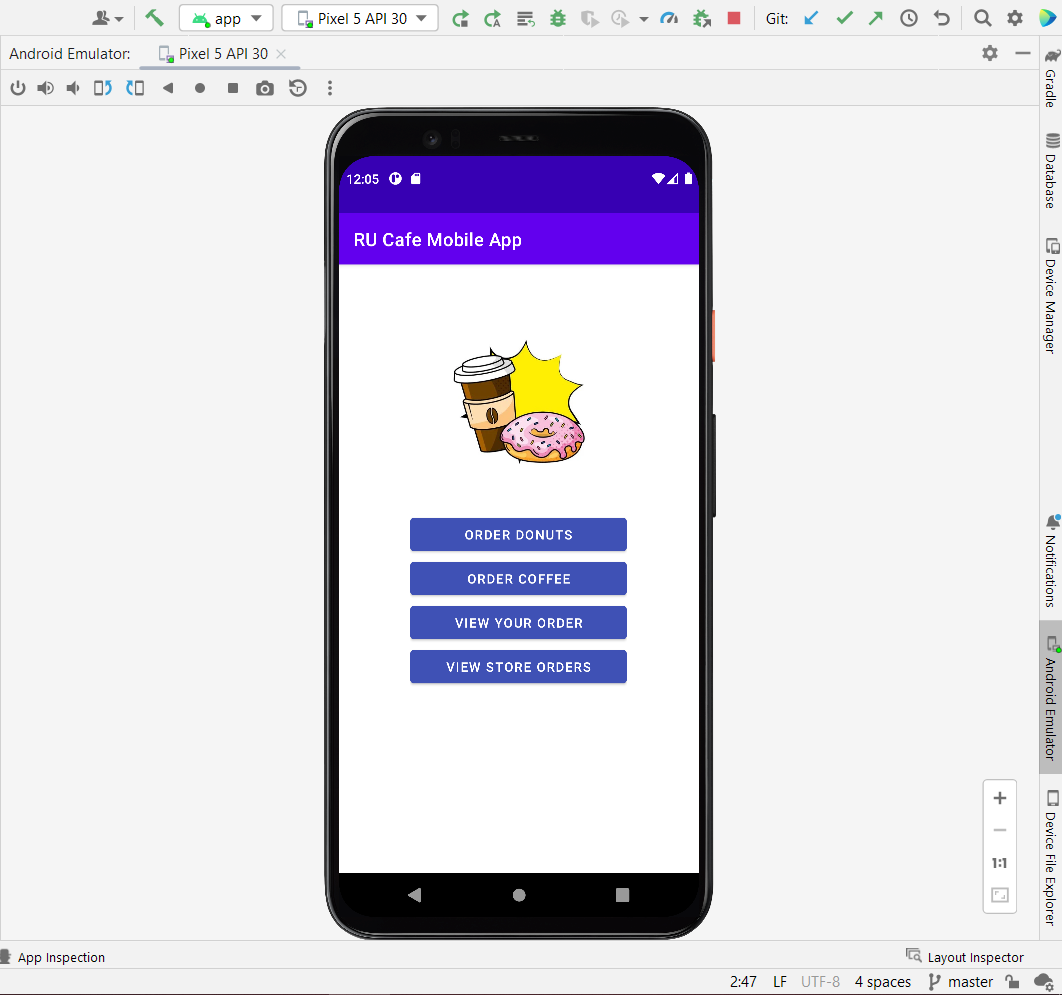 app
Pixel 5 API 30
Git:
Android Emulator:
Pixel 5 API 30
Gradle
Database
Device Manager
Notifications
Android Emulator
Device File Explorer
12:05
RU Cafe Mobile App
ORDER DONUTS
ORDER COFFEE
VIEW YOUR ORDER
VIEW STORE ORDERS
1:1
App Inspection
Layout Inspector
2:47 LF UTF-8 4 spaces master